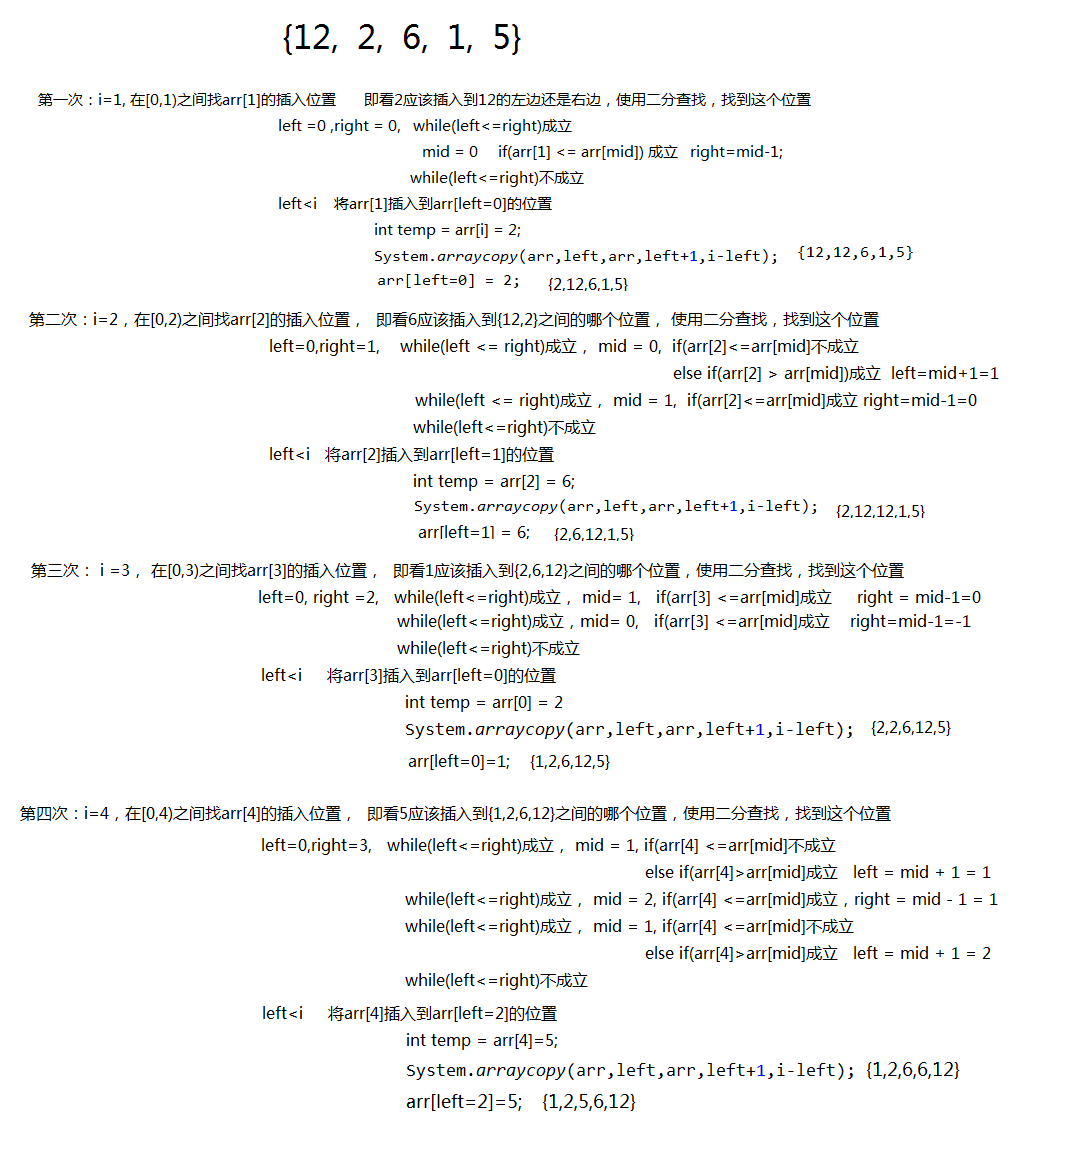 {12, 2, 6, 1, 5}
第一次：i=1, 在[0,1)之间找arr[1]的插入位置 即看2应该插入到12的左边还是右边，使用二分查找，找到这个位置
left =0 ,right = 0, while(left<=right)成立
mid = 0 if(arr[1] <= arr[mid]) 成立 right=mid-1;
while(left<=right)不成立
left<i 将arr[1]插入到arr[left=0]的位置
int temp = arr[i] = 2;
System.arraycopy(arr,left,arr,left+1,i-left); {12,12,6,1,5}
arr[left=0] = 2; {2,12,6,1,5}
第二次：i=2，在[0,2)之间找arr[2]的插入位置， 即看6应该插入到{12,2}之间的哪个位置，使用二分查找，找到这个位置
left=0,right=1, while(left <= right)成立， mid = 0, if(arr[2]<=arr[mid]不成立
else if(arr[2] > arr[mid])成立 left=mid+1=1
while(left <= right)成立， mid = 1, if(arr[2]<=arr[mid]成立 right=mid-1=0
while(left<=right)不成立
left<i 将arr[2]插入到arr[left=1]的位置
int temp = arr[2] = 6;
System.arraycopy(arr,left,arr,left+1,i-left); {2,12,12,1,5}
arr[left=1] = 6; {2,6,12,1,5}
第三次： i =3， 在[0,3)之间找arr[3]的插入位置， 即看1应该插入到{2,6,12}之间的哪个位置，使用二分查找，找到这个位置
left=0, right =2, while(left<=right)成立， mid= 1, if(arr[3] <=arr[mid]成立 right = mid-1=0
while(left<=right)成立，mid= 0, if(arr[3] <=arr[mid]成立 right=mid-1=-1
while(left<=right)不成立
left<i 将arr[3]插入到arr[left=0]的位置
int temp = arr[0] = 2
System.arraycopy(arr,left,arr,left+1,i-left); {2,2,6,12,5}
arr[left=0]=1; {1,2,6,12,5}
第四次：i=4，在[0,4)之间找arr[4]的插入位置， 即看5应该插入到{1,2,6,12}之间的哪个位置，使用二分查找，找到这个位置
left=0,right=3, while(left<=right)成立， mid = 1, if(arr[4] <=arr[mid]不成立
else if(arr[4]>arr[mid]成立 left = mid + 1 = 1
while(left<=right)成立， mid = 2, if(arr[4] <=arr[mid]成立，right = mid - 1 = 1
while(left<=right)成立， mid = 1, if(arr[4] <=arr[mid]不成立
else if(arr[4]>arr[mid]成立 left = mid + 1 = 2
while(left<=right)不成立
left<i 将arr[4]插入到arr[left=2]的位置
int temp = arr[4]=5;
System.arraycopy(arr,left,arr,left+1,i-left); {1,2,6,6,12}
arr[left=2]=5; {1,2,5,6,12}